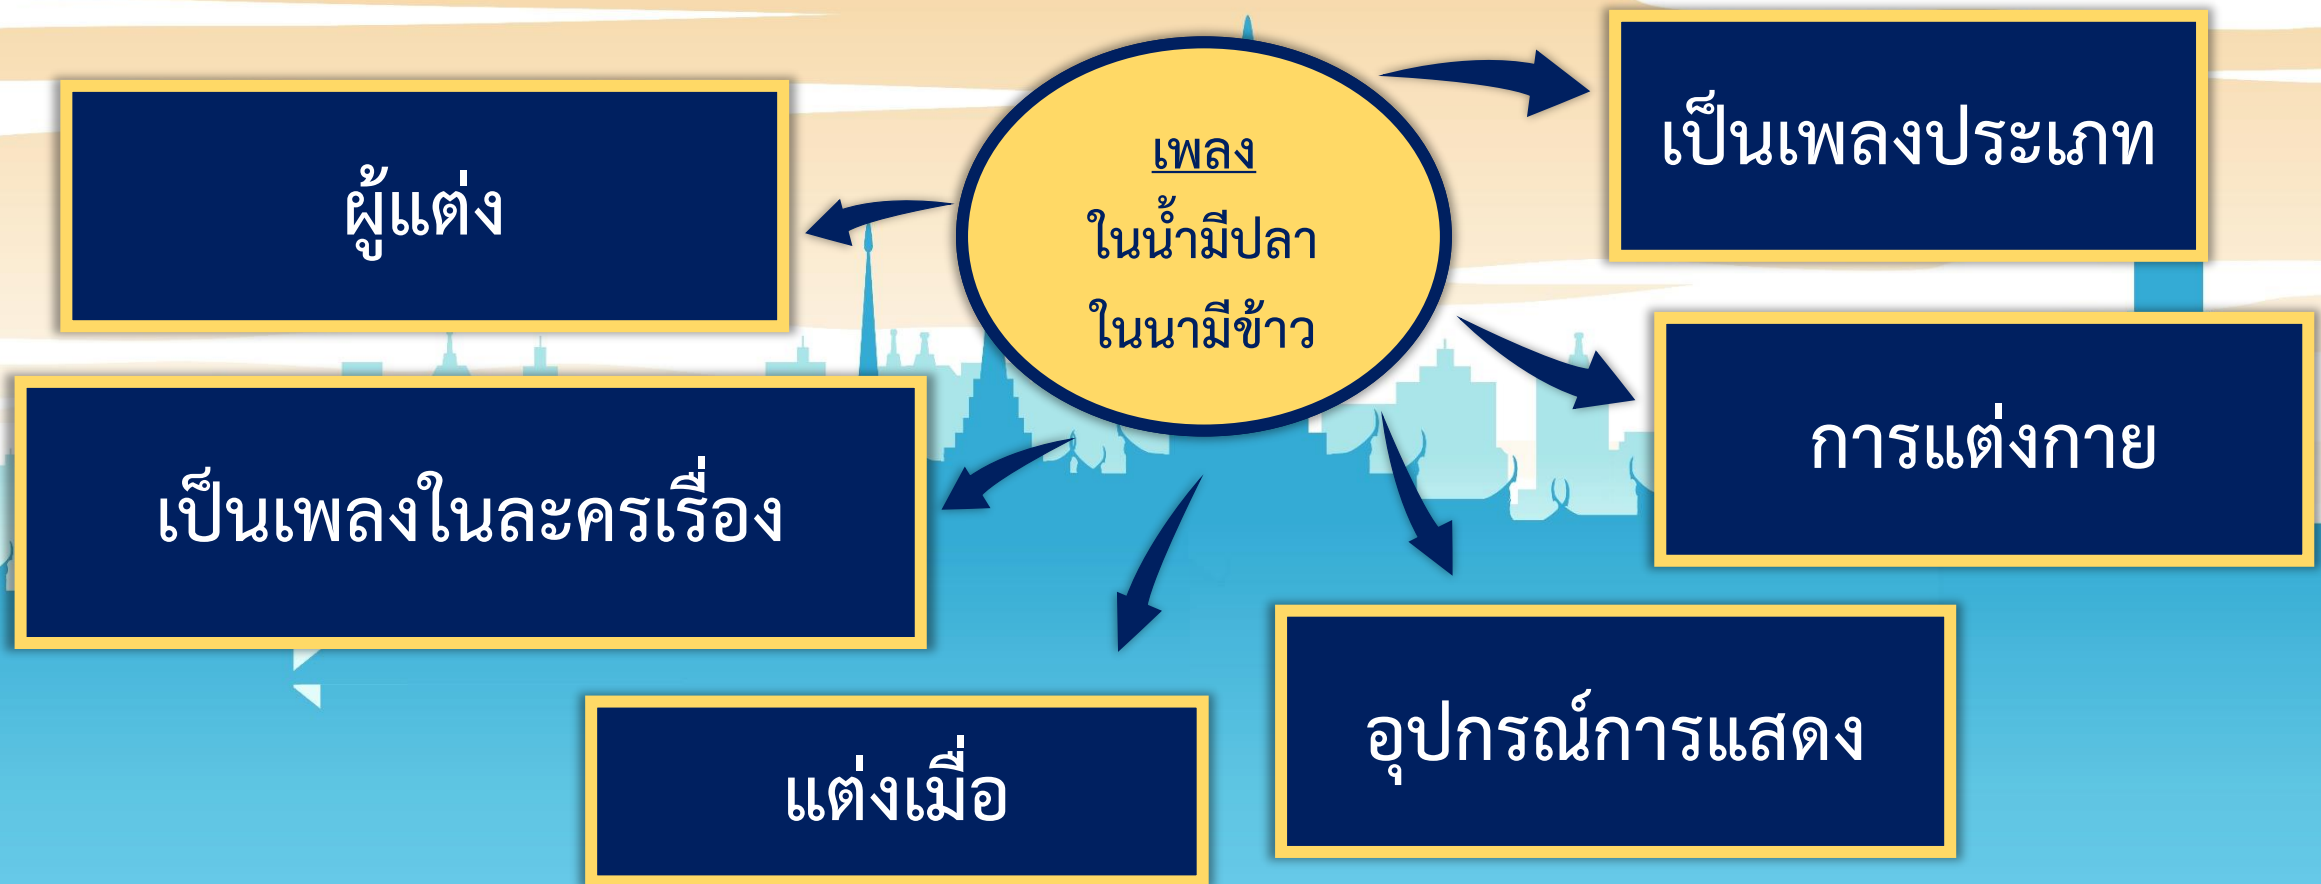 เพลง
ในน้ำมีปลา
ในนามีข้าว
เป็นเพลงประเภท
ผู้แต่ง
การแต่งกาย
เป็นเพลงในละครเรื่อง
อุปกรณ์การแสดง
แต่งเมื่อ